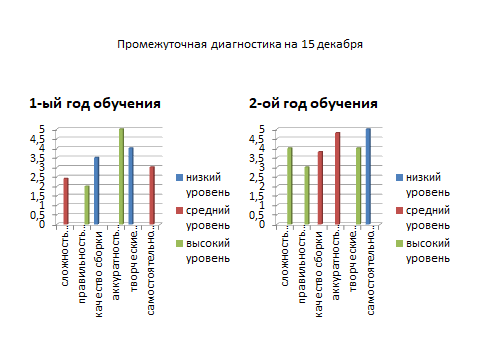 Промежуточная диагностика на 15 декабря
1-ый год обучения
5
4,5
4
3,5
3
2,5
2
1,5
1
0,5
0
сложность…
правильность…
качество сборки
аккуратность…
творческие…
самостоятельно…
низкий
уровень
средний
уровень
высокий
уровень
2-ой год обучения
5
4,5
4
3,5
3
2,5
2
1,5
1
0,5
0
сложность…
правильность…
качество сборки
аккуратность…
творческие…
самостоятельно…
низкий
уровень
средний
уровень
высокий
уровень